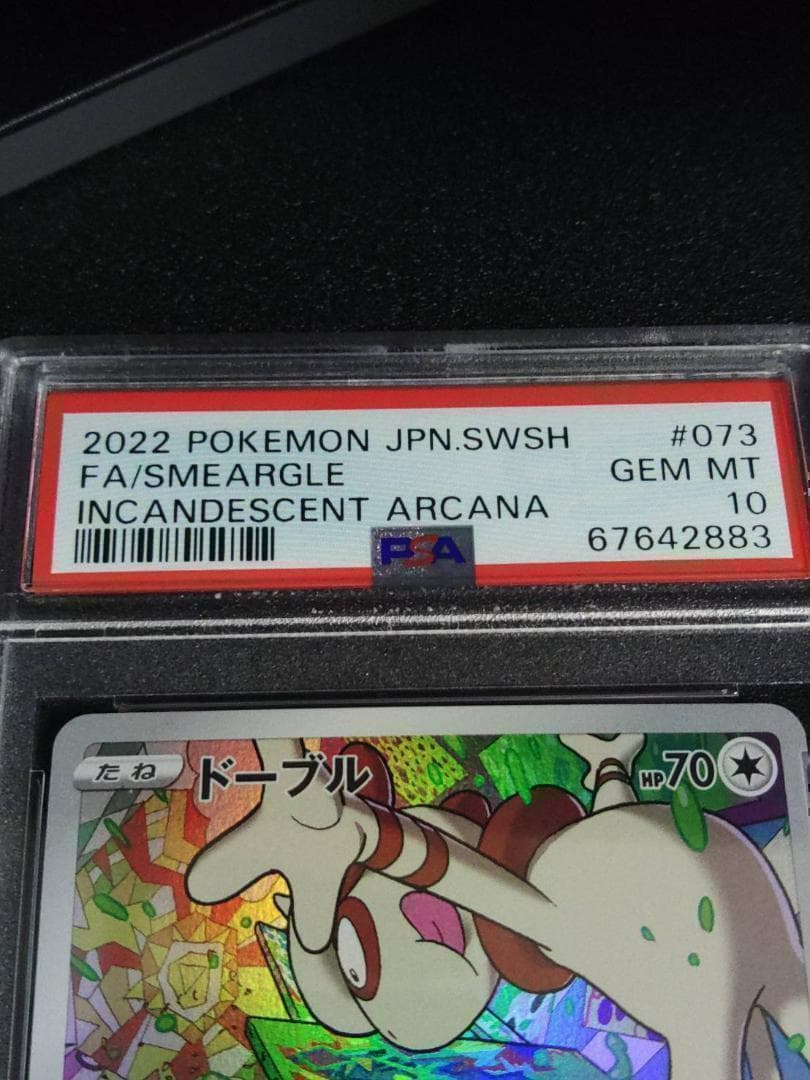 2022 POKEMON JPN.SWSH #073
FA/SMEARGLE GEM MT
INCANDESCENT ARCANA 10
PSA 67642883
たね ドーブル HP70